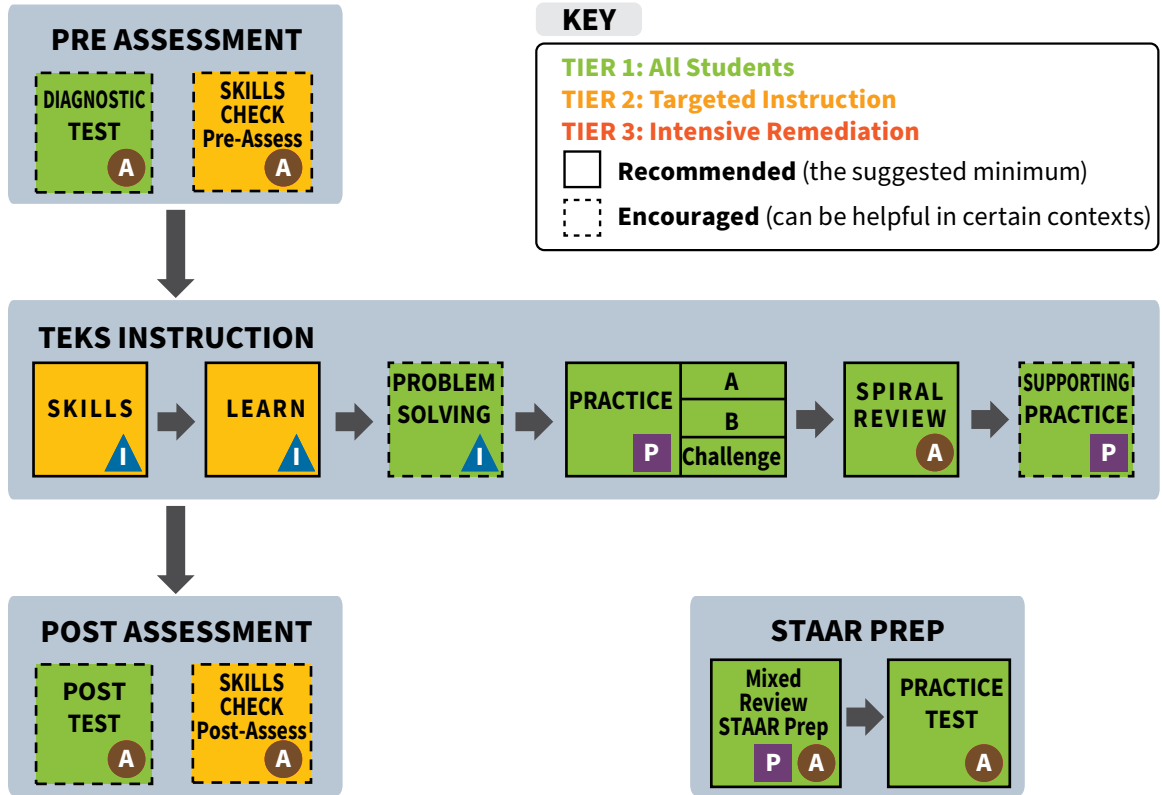 PRE ASSESSMENT
DIAGNOSTIC
TEST
A
SKILLS
CHECK
Pre-Assess
A
KEY
TIER 1: All Students
TIER 2: Targeted Instruction
TIER 3: Intensive Remediation
Recommended (the suggested minimum)
Encouraged (can be helpful in certain contexts)
TEKS INSTRUCTION
SKILLS
I
LEARN
I
PROBLEM
SOLVING
I
PRACTICE
P
A
B
Challenge
SPIRAL
REVIEW
A
SUPPORTING
PRACTICE
P
POST ASSESSMENT
POST
TEST
A
SKILLS
CHECK
Post-Assess
A
STAAR PREP
Mixed
Review
STAAR Prep
P A
PRACTICE
TEST
A